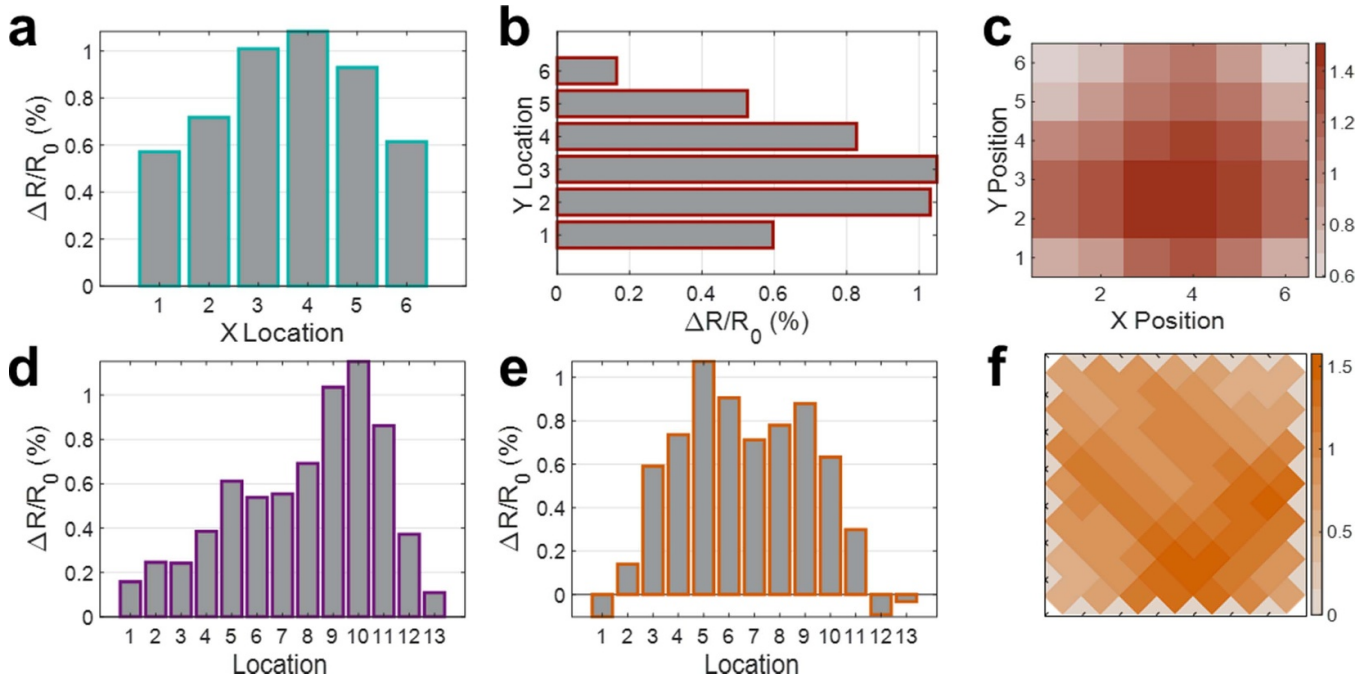 a
ΔR/R0 (%)
1
0.8
0.6
0.4
0.2
0
1 2 3 4 5 6
X Location
b
Y Location
6
5
4
3
2
1
0 0.2 0.4 0.6 0.8 1
ΔR/R0 (%)
c
Y Position
6
5
4
3
2
1
2 4 6
X Position
1.4
1.2
1
0.8
0.6
d
ΔR/R0 (%)
1
0.8
0.6
0.4
0.2
0
1 2 3 4 5 6 7 8 9 10 11 12 13
Location
e
ΔR/R0 (%)
1
0.8
0.6
0.4
0.2
0
1 2 3 4 5 6 7 8 9 10 11 12 13
Location
f
1.5
1
0.5
0